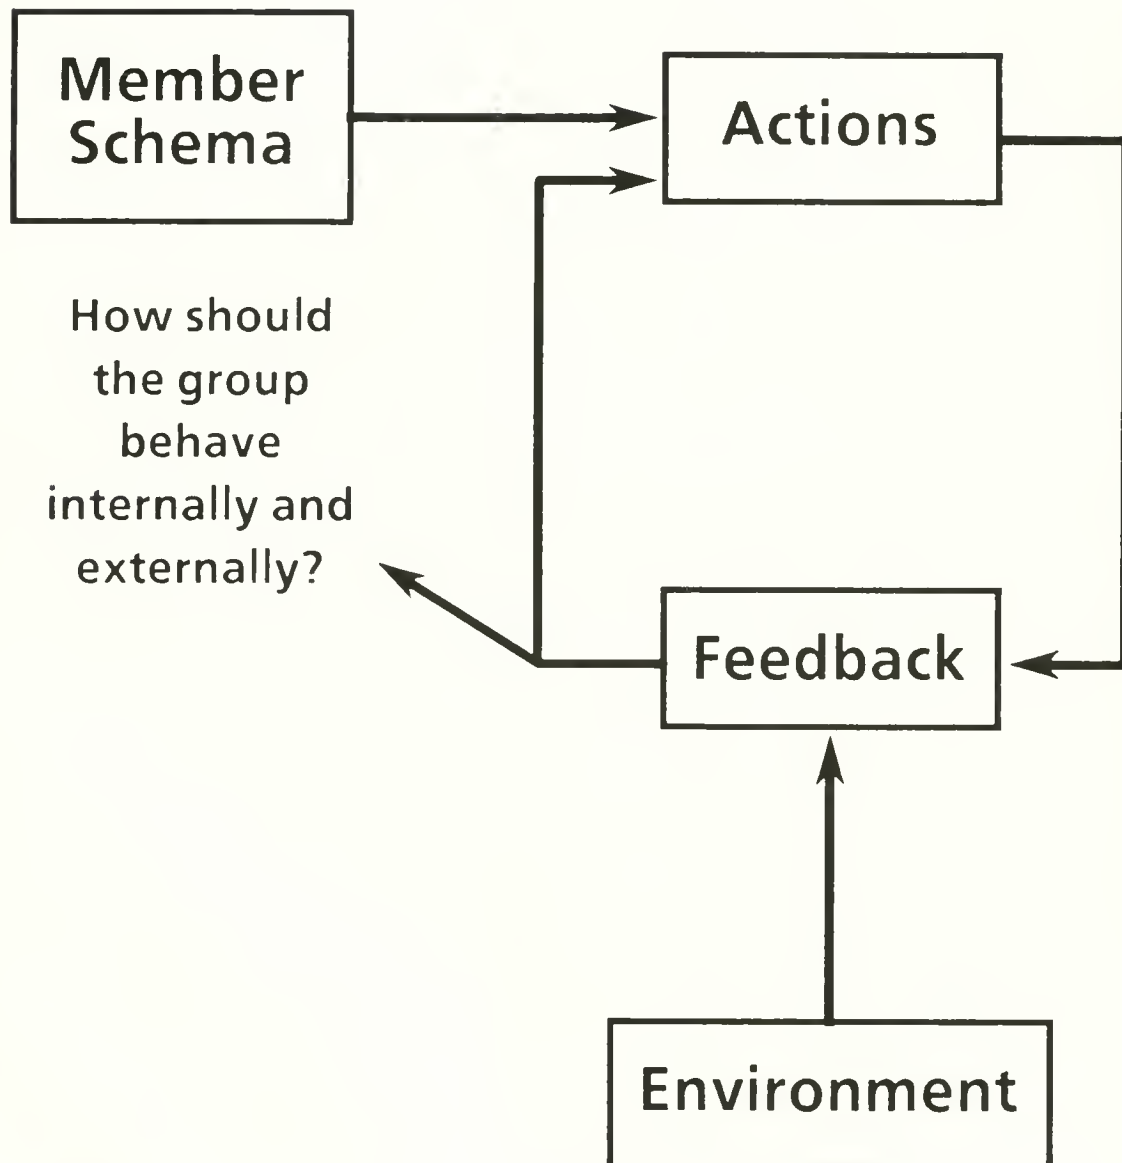 Member
Schema
Actions
How should
the group
behave
internally and
externally?
Feedback
Environment